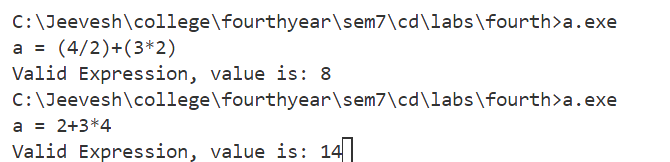 C:\Jeevesh\college\fourthyear\sem7\cd\labs\fourth>a.exe
a = (4/2)+(3*2)
Valid Expression, value is: 8
C:\Jeevesh\college\fourthyear\sem7\cd\labs\fourth>a.exe
a = 2+3*4
Valid Expression, value is: 14